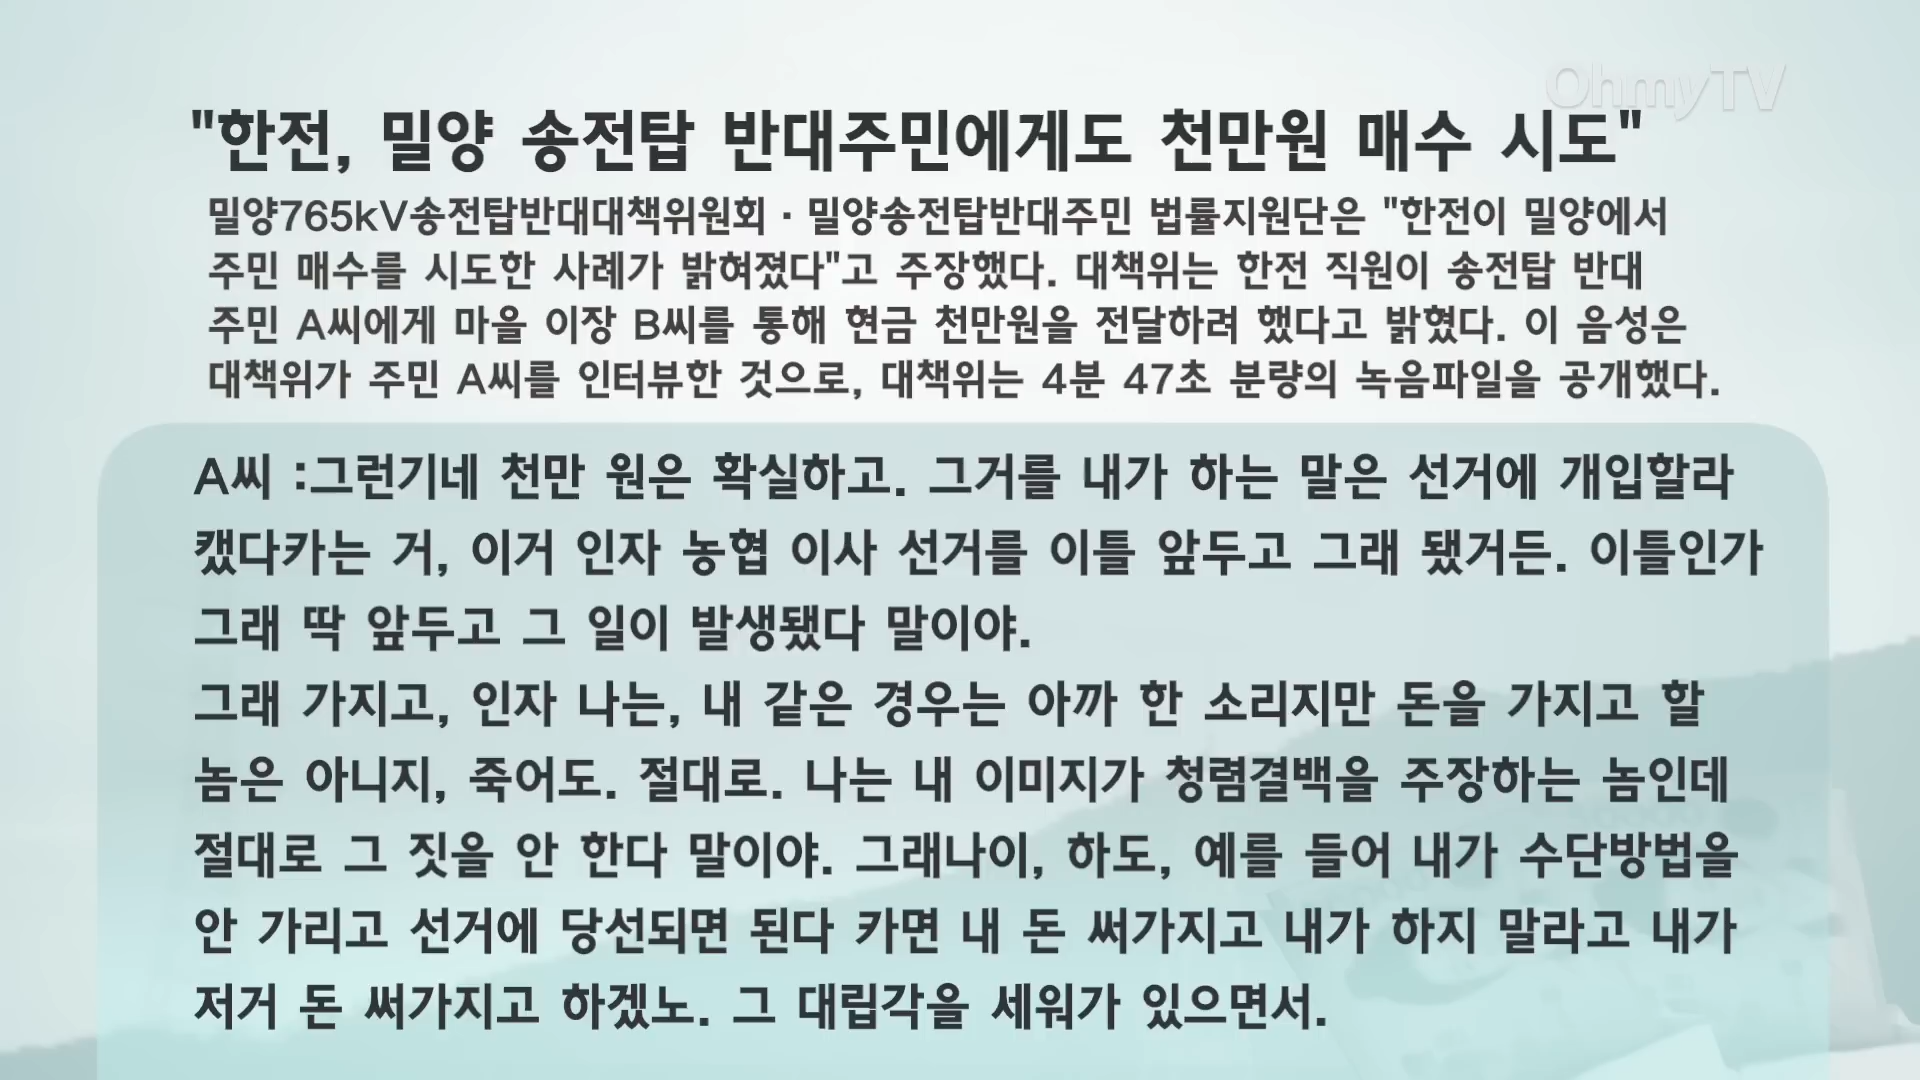 OhmyTV
"한전, 밀양 송전탑 반대주민에게도 천만원 매수 시도"
밀양765kV송전탑반대대책위원회·밀양송전탑반대주민 법률지원단은 "한전이 밀양에서
주민 매수를 시도한 사례가 밝혀졌다"고 주장했다. 대책위는 한전 직원이 송전탑 반대
주민 A씨에게 마을 이장 B씨를 통해 현금 천만원을 전달하려 했다고 밝혔다. 이 음성은
대책위가 주민 A씨를 인터뷰한 것으로, 대책위는 4분 47초 분량의 녹음파일을 공개했다.
A씨 :그런기네 천만 원은 확실하고. 그거를 내가 하는 말은 선거에 개입할라
캤다카는 거, 이거 인자 농협 이사 선거를 이틀 앞두고 그래 됐거든. 이틀인가
그래 딱 앞두고 그 일이 발생됐다 말이야.
그래 가지고, 인자 나는, 내 같은 경우는 아까 한 소리지만 돈을 가지고 할
놈은 아니지, 죽어도. 절대로. 나는 내 이미지가 청렴결백을 주장하는 놈인데
절대로 그 짓을 안 한다 말이야. 그래나이, 하도, 예를 들어 내가 수단방법을
안 가리고 선거에 당선되면 된다 카면 내 돈 써가지고 내가 하지 말라고 내가
저거 돈 써가지고 하겠노. 그 대립각을 세워가 있으면서.